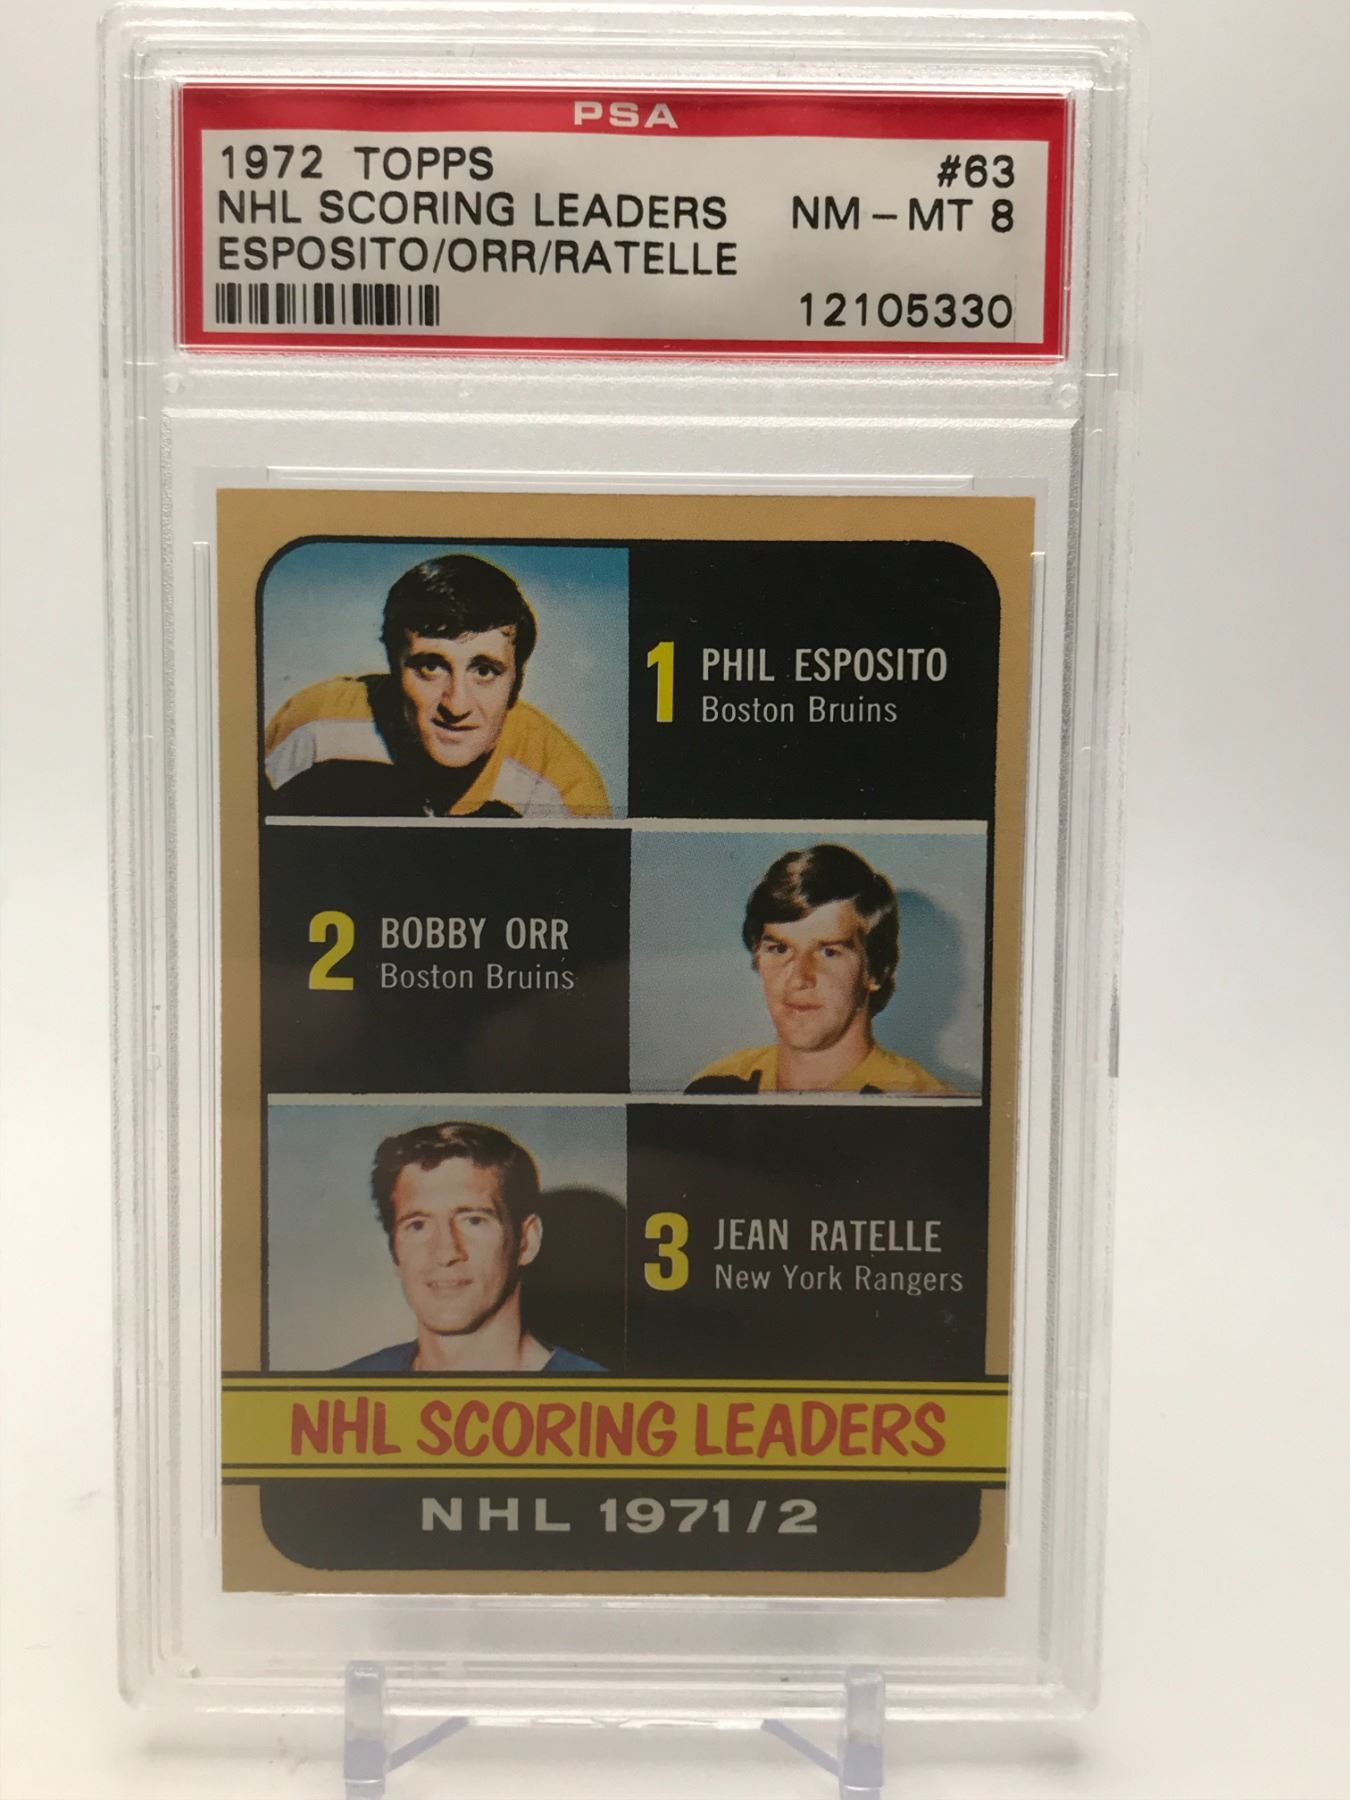 PSA
1972 TOPPS #63
NHL SCORING LEADERS NM-MT 8
ESPOSITO/ORR/RATELLE
12105330
1 PHIL ESPOSITO
Boston Bruins
2 BOBBY ORR
Boston Bruins
3 JEAN RATELLE
New York Rangers
NHL SCORING LEADERS
NHL 1971/2